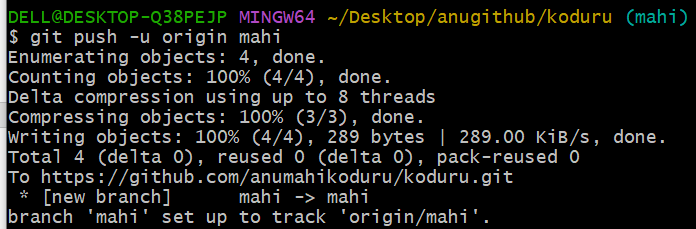 DELL@DESKTOP-Q38PEJP MINGW64 ~/Desktop/anugithub/koduru (mahi)
$ git push -u origin mahi
Enumerating objects: 4, done.
Counting objects: 100% (4/4), done.
Delta compression using up to 8 threads
Compressing objects: 100% (3/3), done.
Writing objects: 100% (4/4), 289 bytes | 289.00 KiB/s, done.
Total 4 (delta 0), reused 0 (delta 0), pack-reused 0
To https://github.com/anumahikoduru/koduru.git
 * [new branch]      mahi -> mahi
branch 'mahi' set up to track 'origin/mahi'.